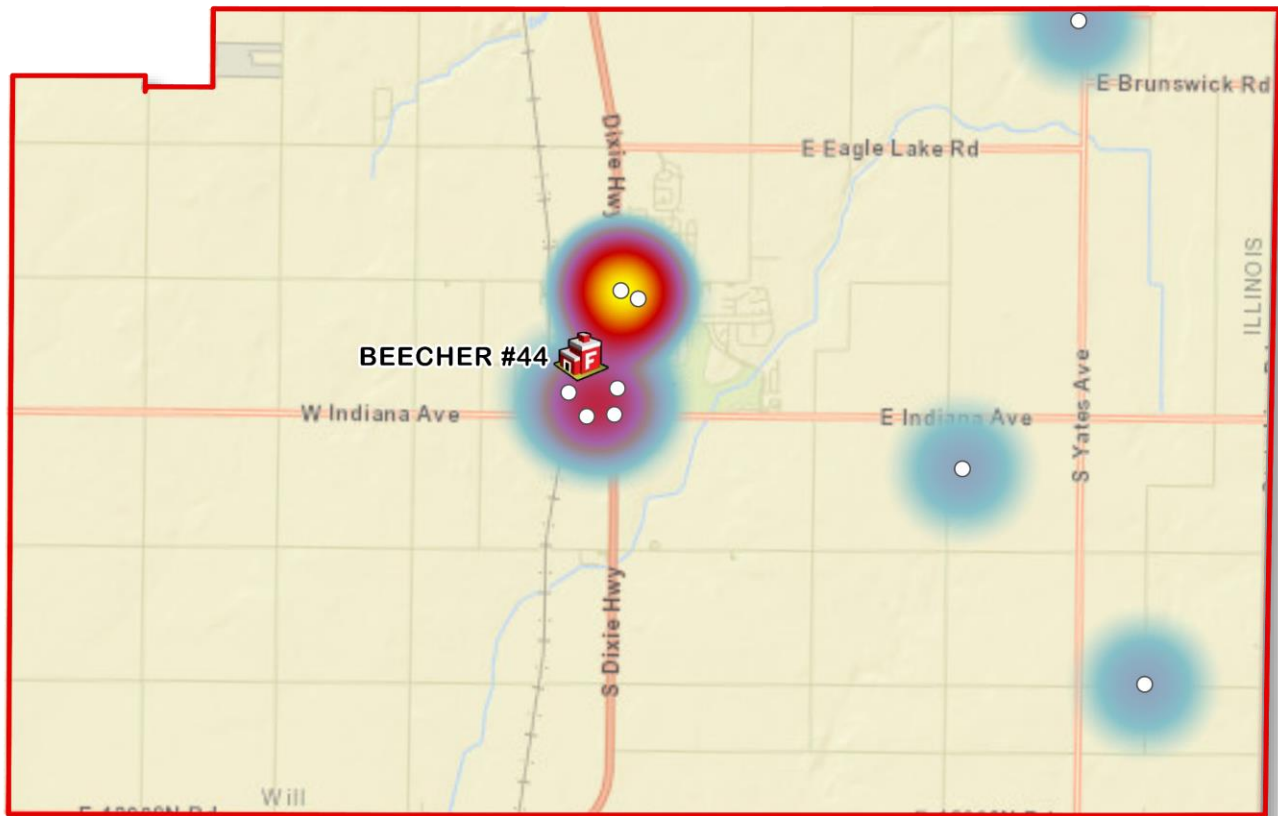 E Brunswick Rd
Dixie Hwy
E Eagle Lake Rd
ILLINOIS
BEECHER #44
F
W Indiana Ave
E Indiana Ave
S Yates Ave
S Dixie Hwy
Will